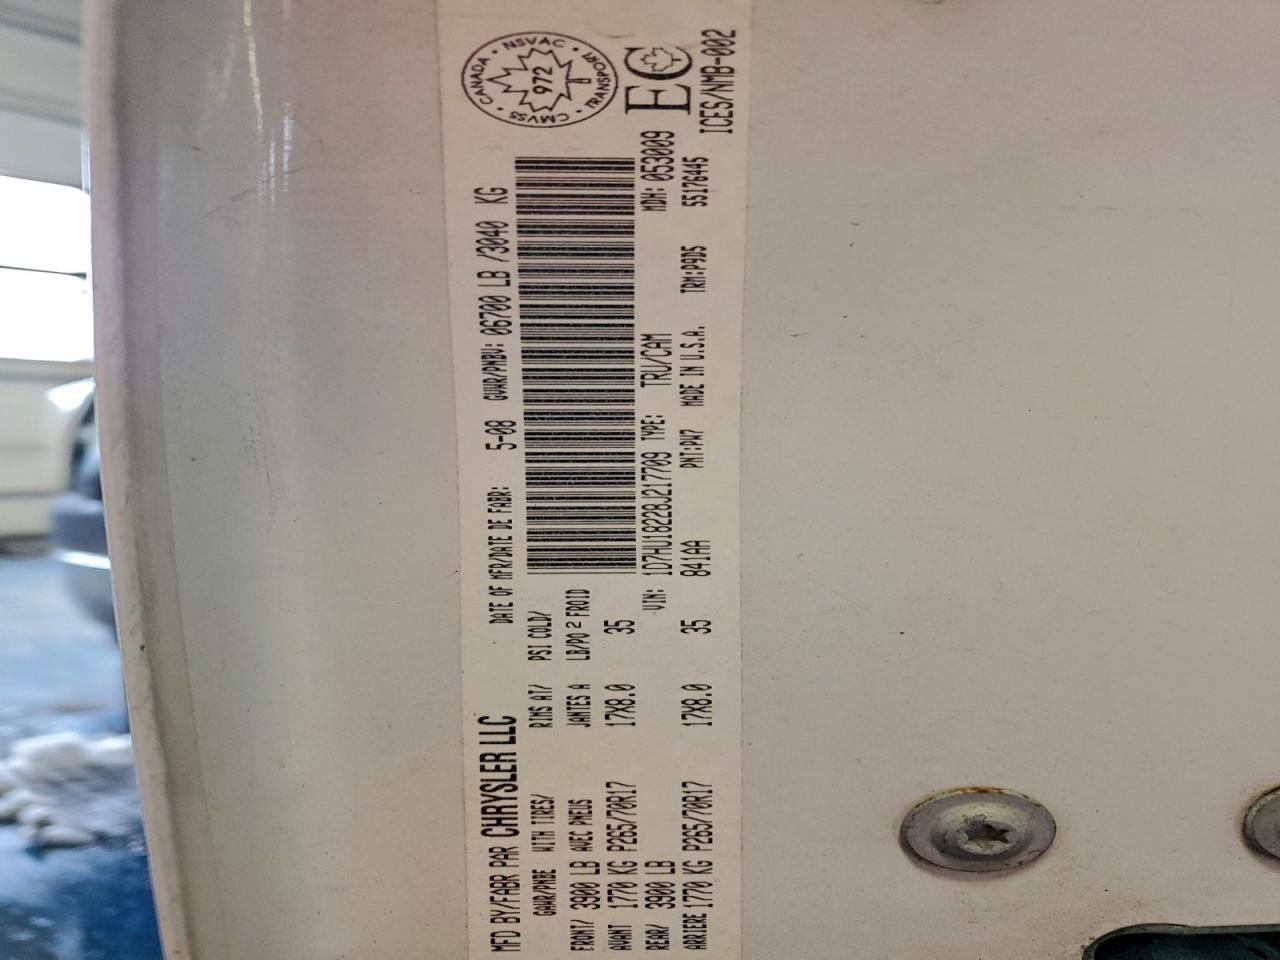 MFD BY/FABR PAR CHRYSLER LLC
DATE OF MFR/DATE DE FABR: 5-08
GVWR/PNBV: 06700 LB /3040 KG
GAWR/PNBE WITH TIRES/ RIMS AT/ PSI COLD/
FRONT/ 3900 LB AVEC PNEUS JANTES A LB/PO 2 FROID
AVANT 1770 KG P265/70R17 17X8.0 35
REAR/ 3900 LB
ARRIERE 1770 KG P265/70R17 17X8.0 35
VIN: 1D7HU18228J217709 TYPE: TRU/CAM MDH: 053009
841AA PNT:PW7 MADE IN U.S.A. TRM:P9D5 55176445
CANADA • NSVAC • TRANSPORT • CMVSS •
972
EC
ICES/NMB-002